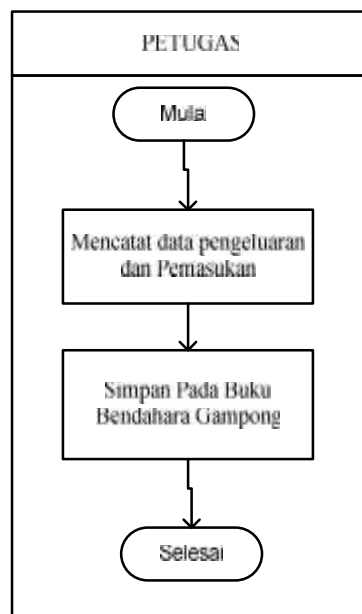 PETUGAS
Mulai
Mencatat data pengeluaran
dan Pemasukan
Simpan Pada Buku
Bendahara Gampong
Selesai